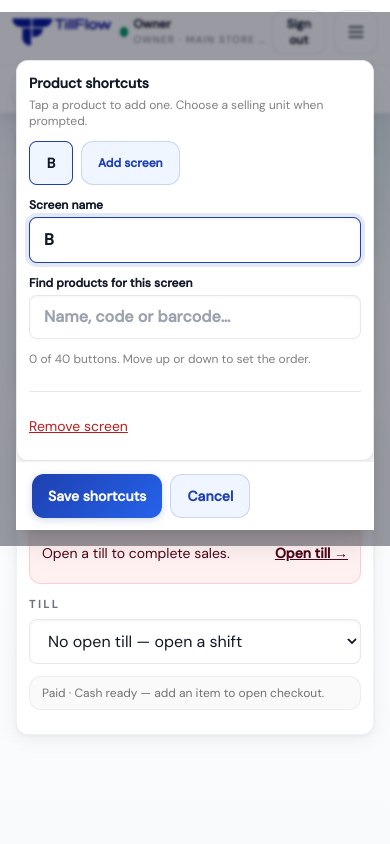 TillFlow
Owner
OWNER · MAIN STORE ...
Sign
out
Product shortcuts
Tap a product to add one. Choose a selling unit when
prompted.
B
Add screen
Screen name
B
Find products for this screen
Name, code or barcode...
0 of 40 buttons. Move up or down to set the order.
Remove screen
Save shortcuts
Cancel
Open a till to complete sales.
Open till →
TILL
No open till — open a shift
Paid · Cash ready — add an item to open checkout.